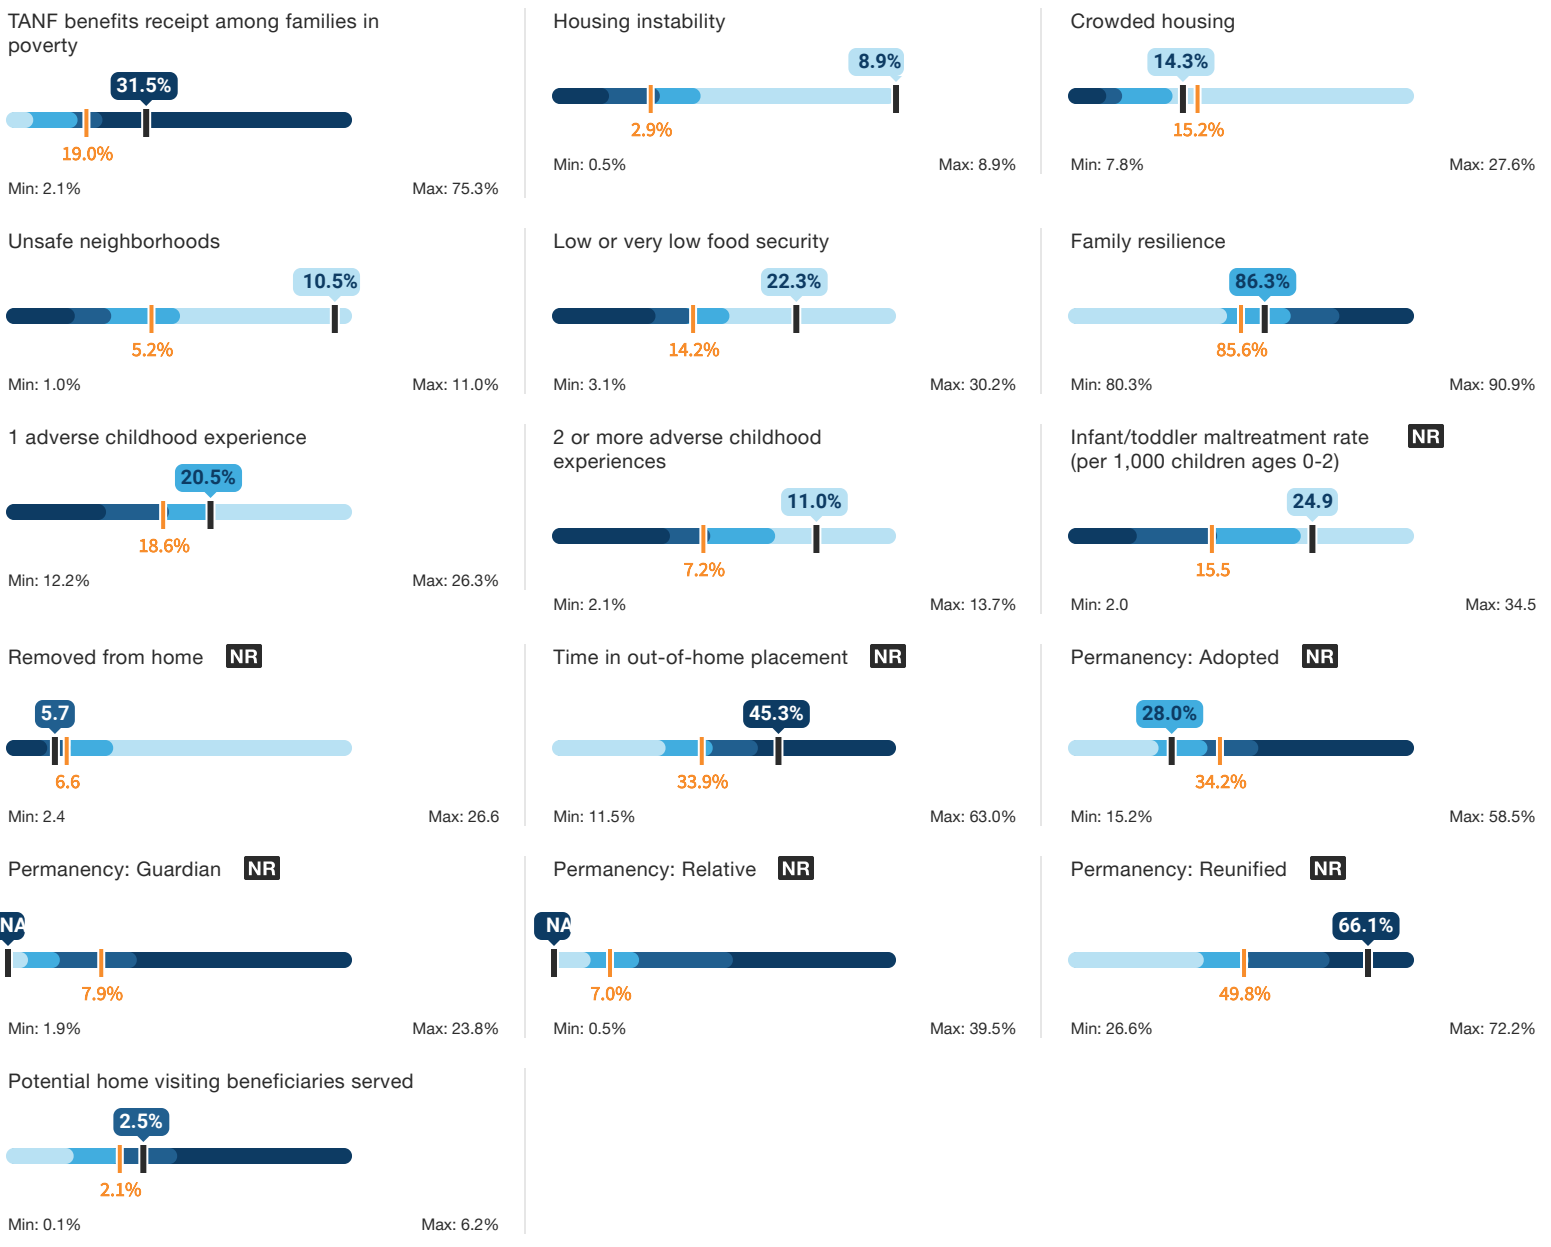 TANF benefits receipt among families in
poverty
31.5%
19.0%
Min: 2.1%
Max: 75.3%
Housing instability
8.9%
2.9%
Min: 0.5%
Max: 8.9%
Crowded housing
14.3%
15.2%
Min: 7.8%
Max: 27.6%
Unsafe neighborhoods
10.5%
5.2%
Min: 1.0%
Max: 11.0%
Low or very low food security
22.3%
14.2%
Min: 3.1%
Max: 30.2%
Family resilience
86.3%
85.6%
Min: 80.3%
Max: 90.9%
1 adverse childhood experience
20.5%
18.6%
Min: 12.2%
Max: 26.3%
2 or more adverse childhood
experiences
11.0%
7.2%
Min: 2.1%
Max: 13.7%
Infant/toddler maltreatment rate NR
(per 1,000 children ages 0-2)
24.9
15.5
Min: 2.0
Max: 34.5
Removed from home NR
5.7
6.6
Min: 2.4
Max: 26.6
Time in out-of-home placement NR
45.3%
33.9%
Min: 11.5%
Max: 63.0%
Permanency: Adopted NR
28.0%
34.2%
Min: 15.2%
Max: 58.5%
Permanency: Guardian NR
NA
7.9%
Min: 1.9%
Max: 23.8%
Permanency: Relative NR
NA
7.0%
Min: 0.5%
Max: 39.5%
Permanency: Reunified NR
66.1%
49.8%
Min: 26.6%
Max: 72.2%
Potential home visiting beneficiaries served
2.5%
2.1%
Min: 0.1%
Max: 6.2%